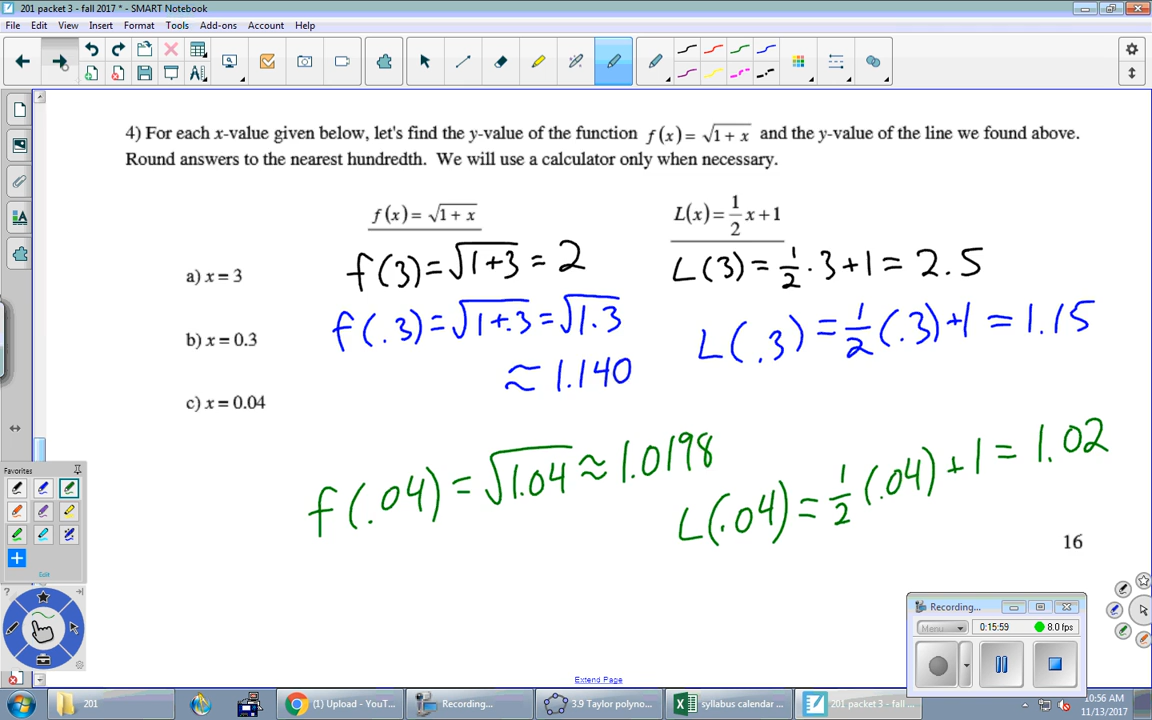 201 packet 3 - fall 2017 * - SMART Notebook
File Edit View Insert Format Tools Add-ons Account Help
4) For each x-value given below, let's find the y-value of the function f(x) = √1 + x and the y-value of the line we found above.
Round answers to the nearest hundredth. We will use a calculator only when necessary.
f(x) = √1 + x L(x) = 1/2 x + 1
a) x = 3 f(3) = √1+3 = 2 L(3) = 1/2 · 3 + 1 = 2.5
b) x = 0.3 f(.3) = √1+.3 = √1.3 L(.3) = 1/2 (.3) + 1 = 1.15
≈ 1.140
c) x = 0.04
f(.04) = √1.04 ≈ 1.0198 L(.04) = 1/2 (.04) + 1 = 1.02
16
Favorites
Edit
Recording...
Menu 0:15:59 8.0 fps
Extend Page
201 (1) Upload - YouT... Recording... 3.9 Taylor polyno... syllabus calendar ... 201 packet 3 - fall ...
10:56 AM
11/13/2017